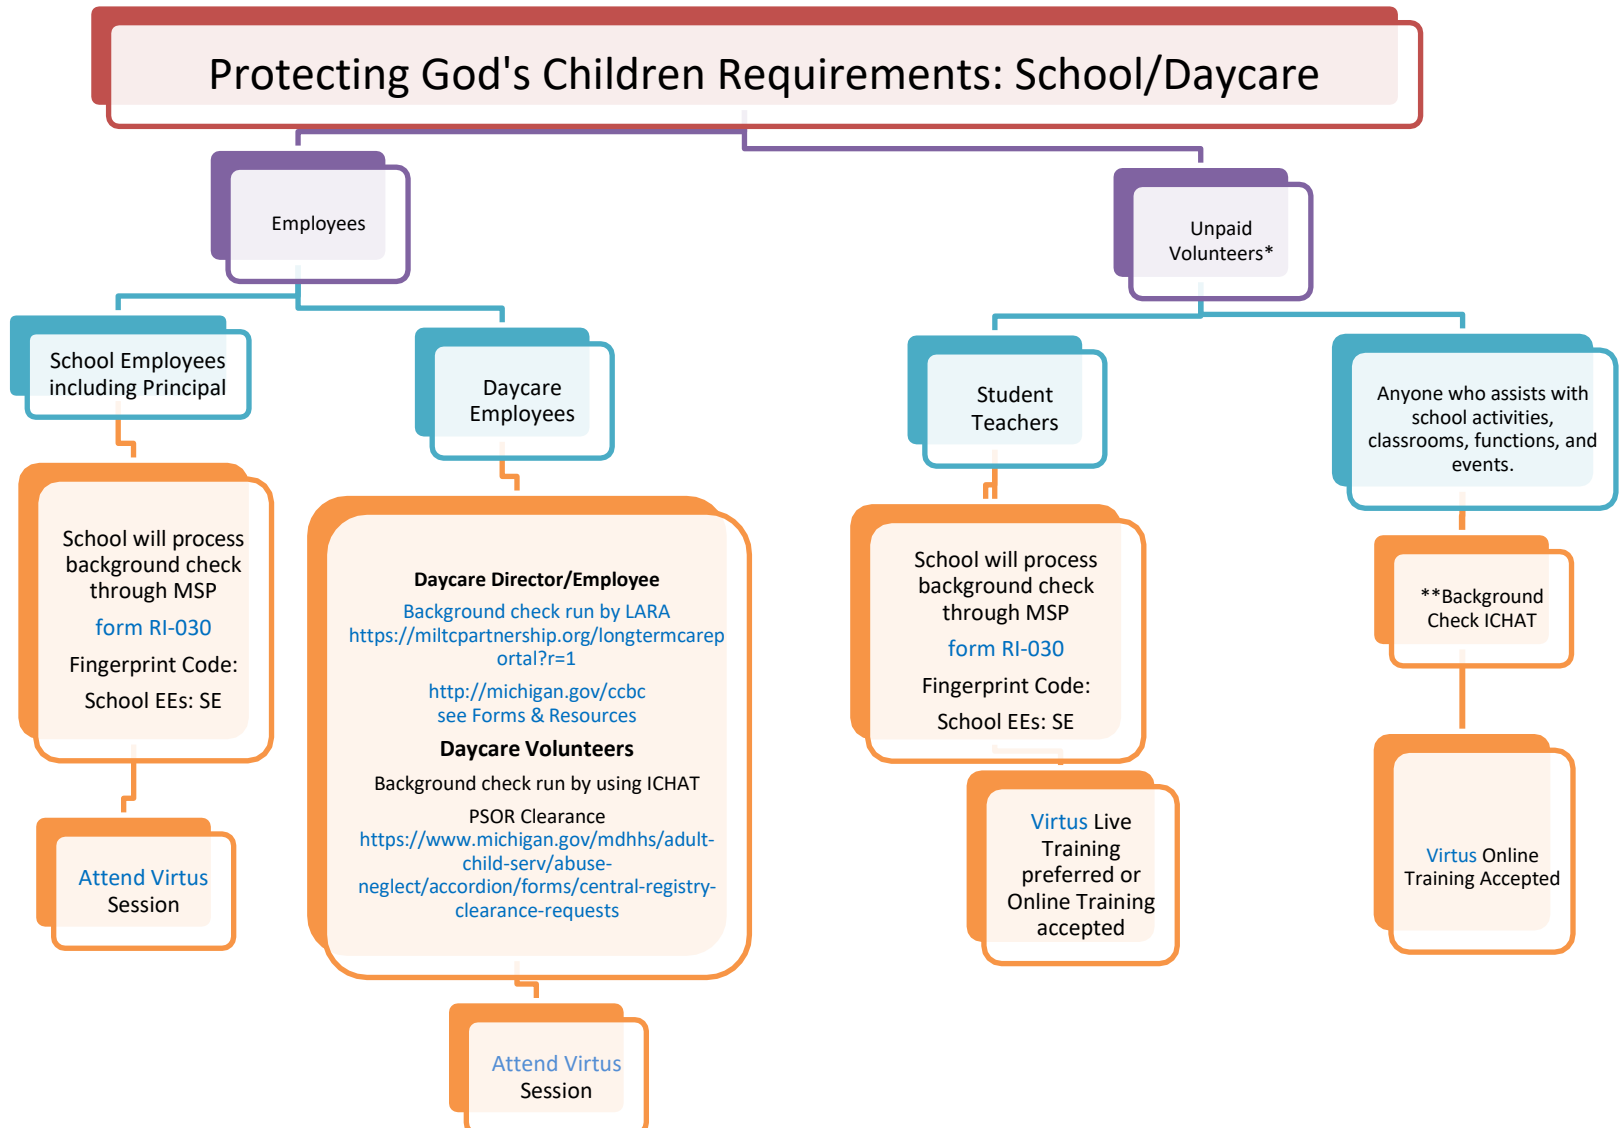 Protecting God's Children Requirements: School/Daycare
Employees
Unpaid
Volunteers*
School Employees
including Principal
Daycare
Employees
Student
Teachers
Anyone who assists with
school activities,
classrooms, functions, and
events.
School will process
background check
through MSP
form RI-030
Fingerprint Code:
School EEs: SE
Attend Virtus
Session
Daycare Director/Employee
Background check run by LARA
https://miltcpartnership.org/longtermcarep
ortal?r=1
http://michigan.gov/ccbc
see Forms & Resources
Daycare Volunteers
Background check run by using ICHAT
PSOR Clearance
https://www.michigan.gov/mdhhs/adult-
child-serv/abuse-
neglect/accordion/forms/central-registry-
clearance-requests
Attend Virtus
Session
School will process
background check
through MSP
form RI-030
Fingerprint Code:
School EEs: SE
Virtus Live
Training
preferred or
Online Training
accepted
**Background
Check ICHAT
Virtus Online
Training Accepted